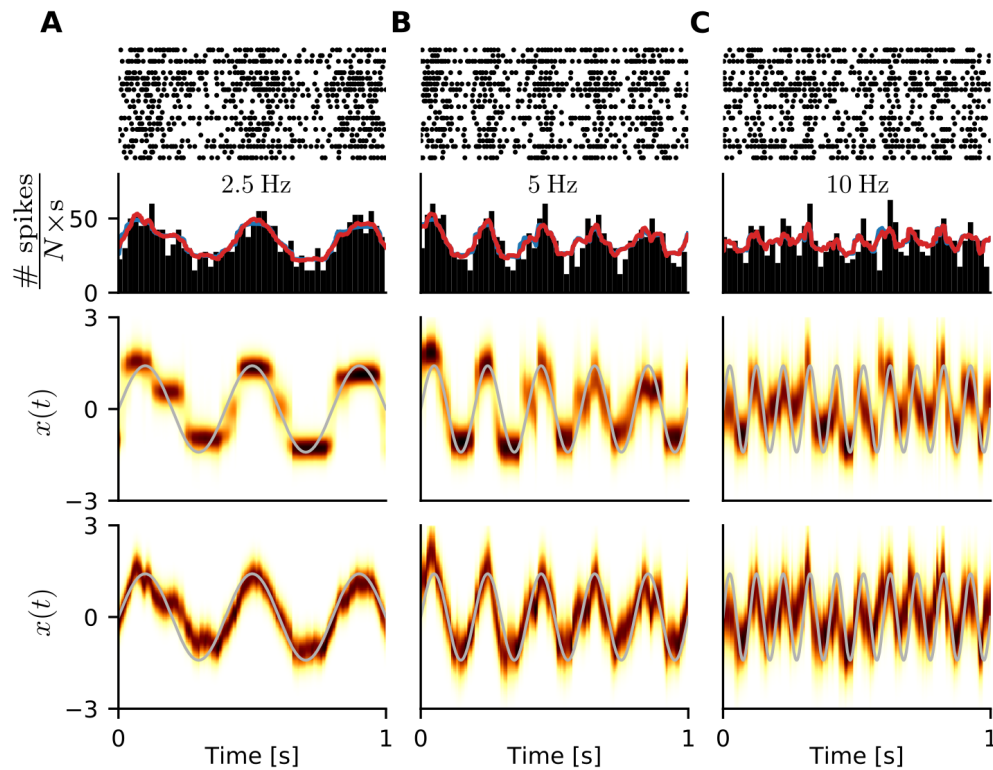 A B C
2.5 Hz 5 Hz 10 Hz
# spikes
N × s
50
0
3
x(t)
0
−3
3
x(t)
0
−3
0 1 0 1 0 1
Time [s] Time [s] Time [s]